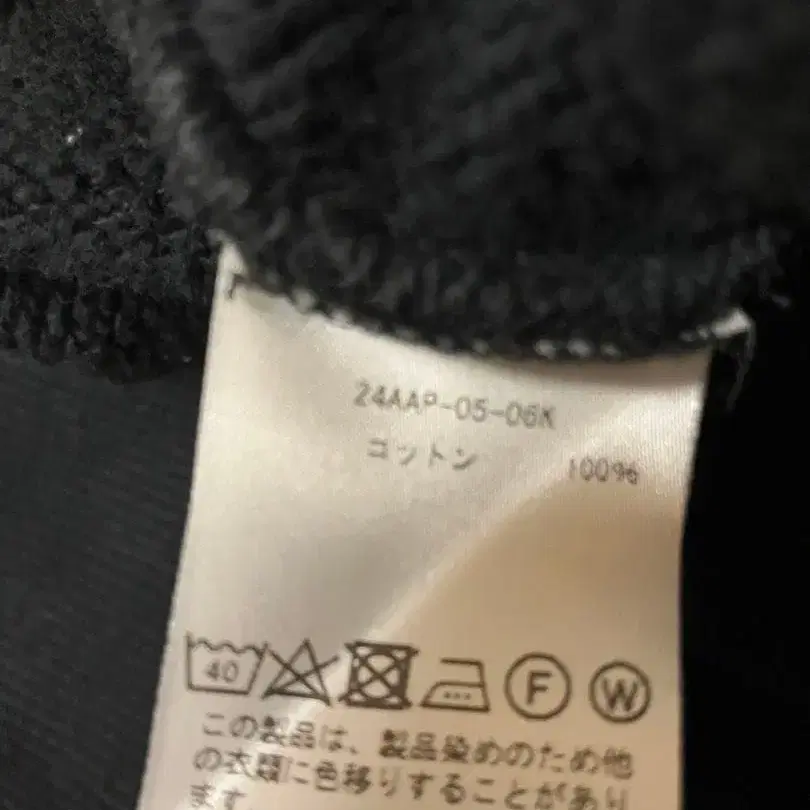 24AAP-05-06K
コットン 100%
40
F W
この製品は、製品染めのため他
の衣類に色移りすることがあり
ます